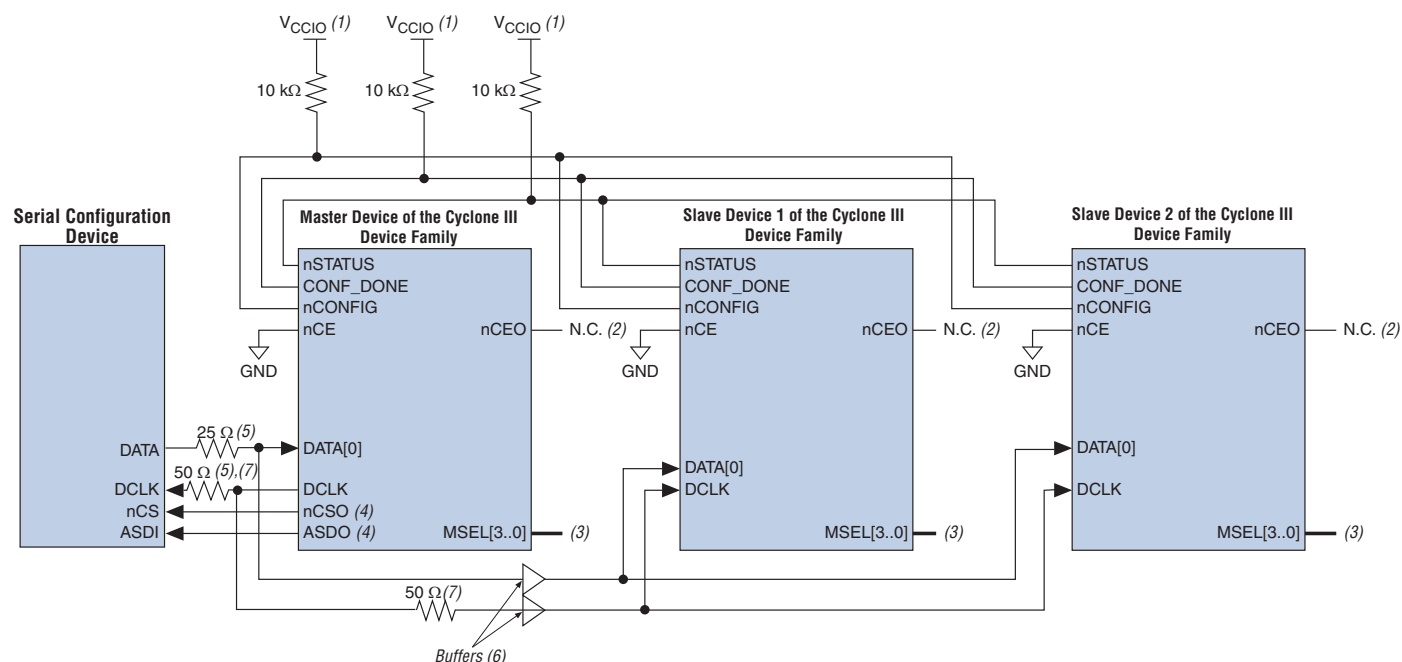 VCCIO (1) VCCIO (1) VCCIO (1)
10 kΩ 10 kΩ 10 kΩ
Serial Configuration
Device
DATA
DCLK
nCS
ASDI
25 Ω (5)
50 Ω (5),(7)
Master Device of the Cyclone III
Device Family
nSTATUS
CONF_DONE
nCONFIG
nCE
GND
nCEO
N.C. (2)
DATA[0]
DCLK
nCSO (4)
ASDO (4)
MSEL[3..0]
(3)
Slave Device 1 of the Cyclone III
Device Family
nSTATUS
CONF_DONE
nCONFIG
nCE
GND
nCEO
N.C. (2)
DATA[0]
DCLK
MSEL[3..0]
(3)
Slave Device 2 of the Cyclone III
Device Family
nSTATUS
CONF_DONE
nCONFIG
nCE
GND
nCEO
N.C. (2)
DATA[0]
DCLK
MSEL[3..0]
(3)
50 Ω(7)
Buffers (6)